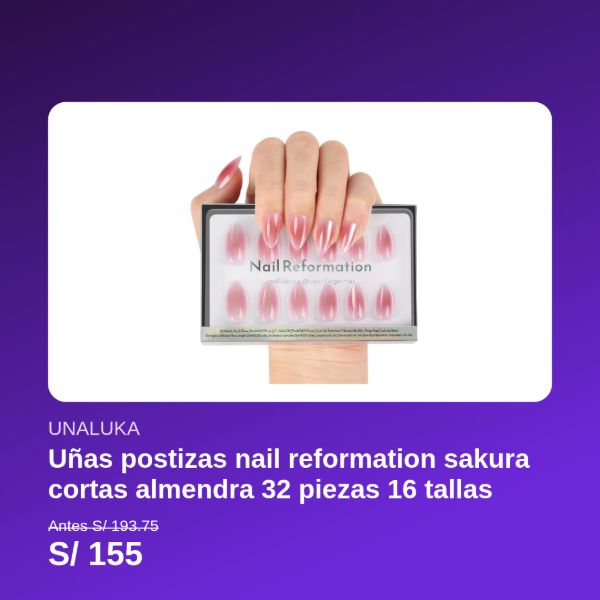 Nail Reformation
UNALUKA
Uñas postizas nail reformation sakura
cortas almendra 32 piezas 16 tallas
Antes S/ 193.75
S/ 155